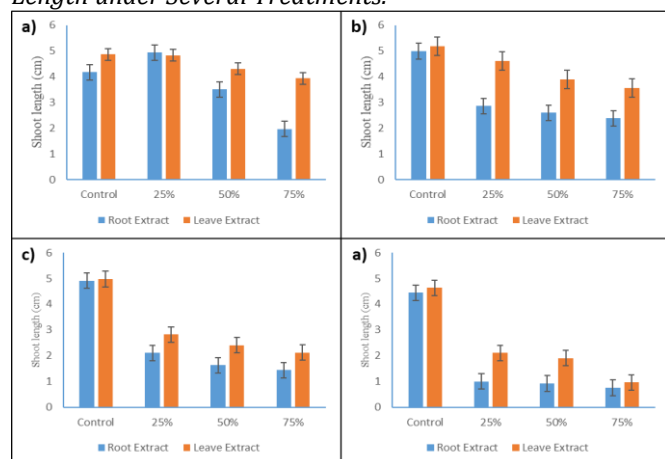 Length under Several Treatments.
a)
6
5
4
3
2
1
0
Shoot length (cm)
Control 25% 50% 75%
Root Extract Leave Extract
b)
6
5
4
3
2
1
0
Shoot length (cm)
Control 25% 50% 75%
Root Extract Leave Extract
c)
6
5
4
3
2
1
0
Shoot length (cm)
Control 25% 50% 75%
Root Extract Leave Extract
a)
6
5
4
3
2
1
0
Shoot length (cm)
Control 25% 50% 75%
Root Extract Leave Extract